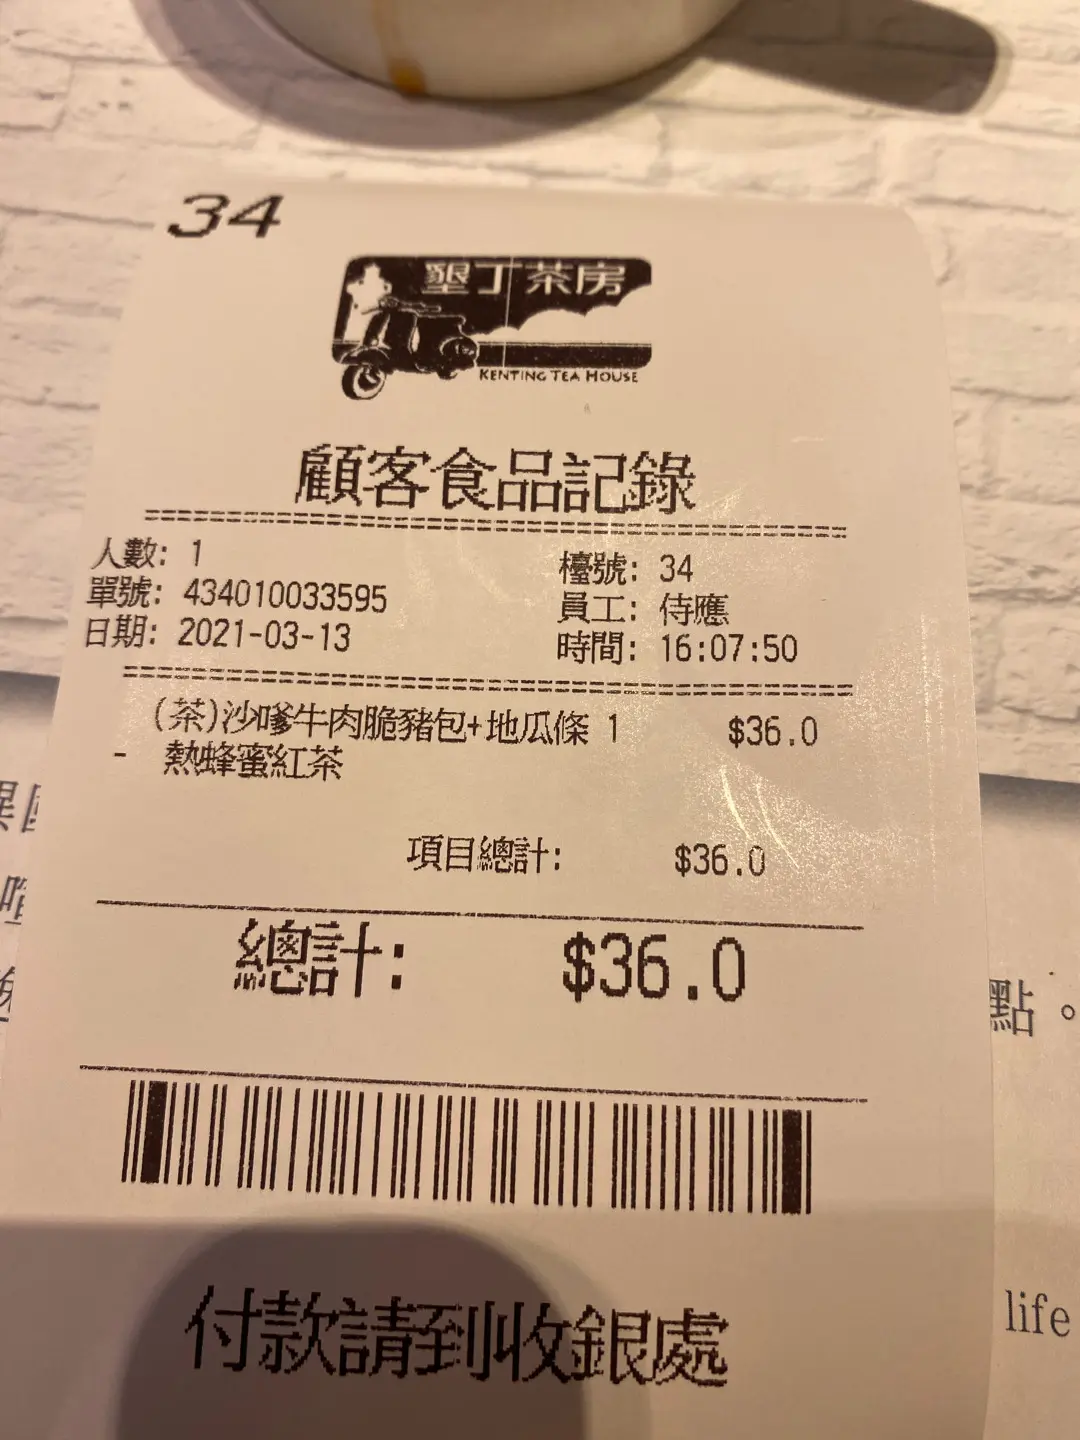 34
墾丁茶房
KENTING TEA HOUSE
顧客食品記錄
人數: 1
檯號: 34
單號: 434010033595
員工: 侍應
日期: 2021-03-13
時間: 16:07:50
(茶)沙嗲牛肉脆豬包+地瓜條 1 $36.0
- 熱蜂蜜紅茶
項目總計: $36.0
總計: $36.0
付款請到收銀處
點。
life